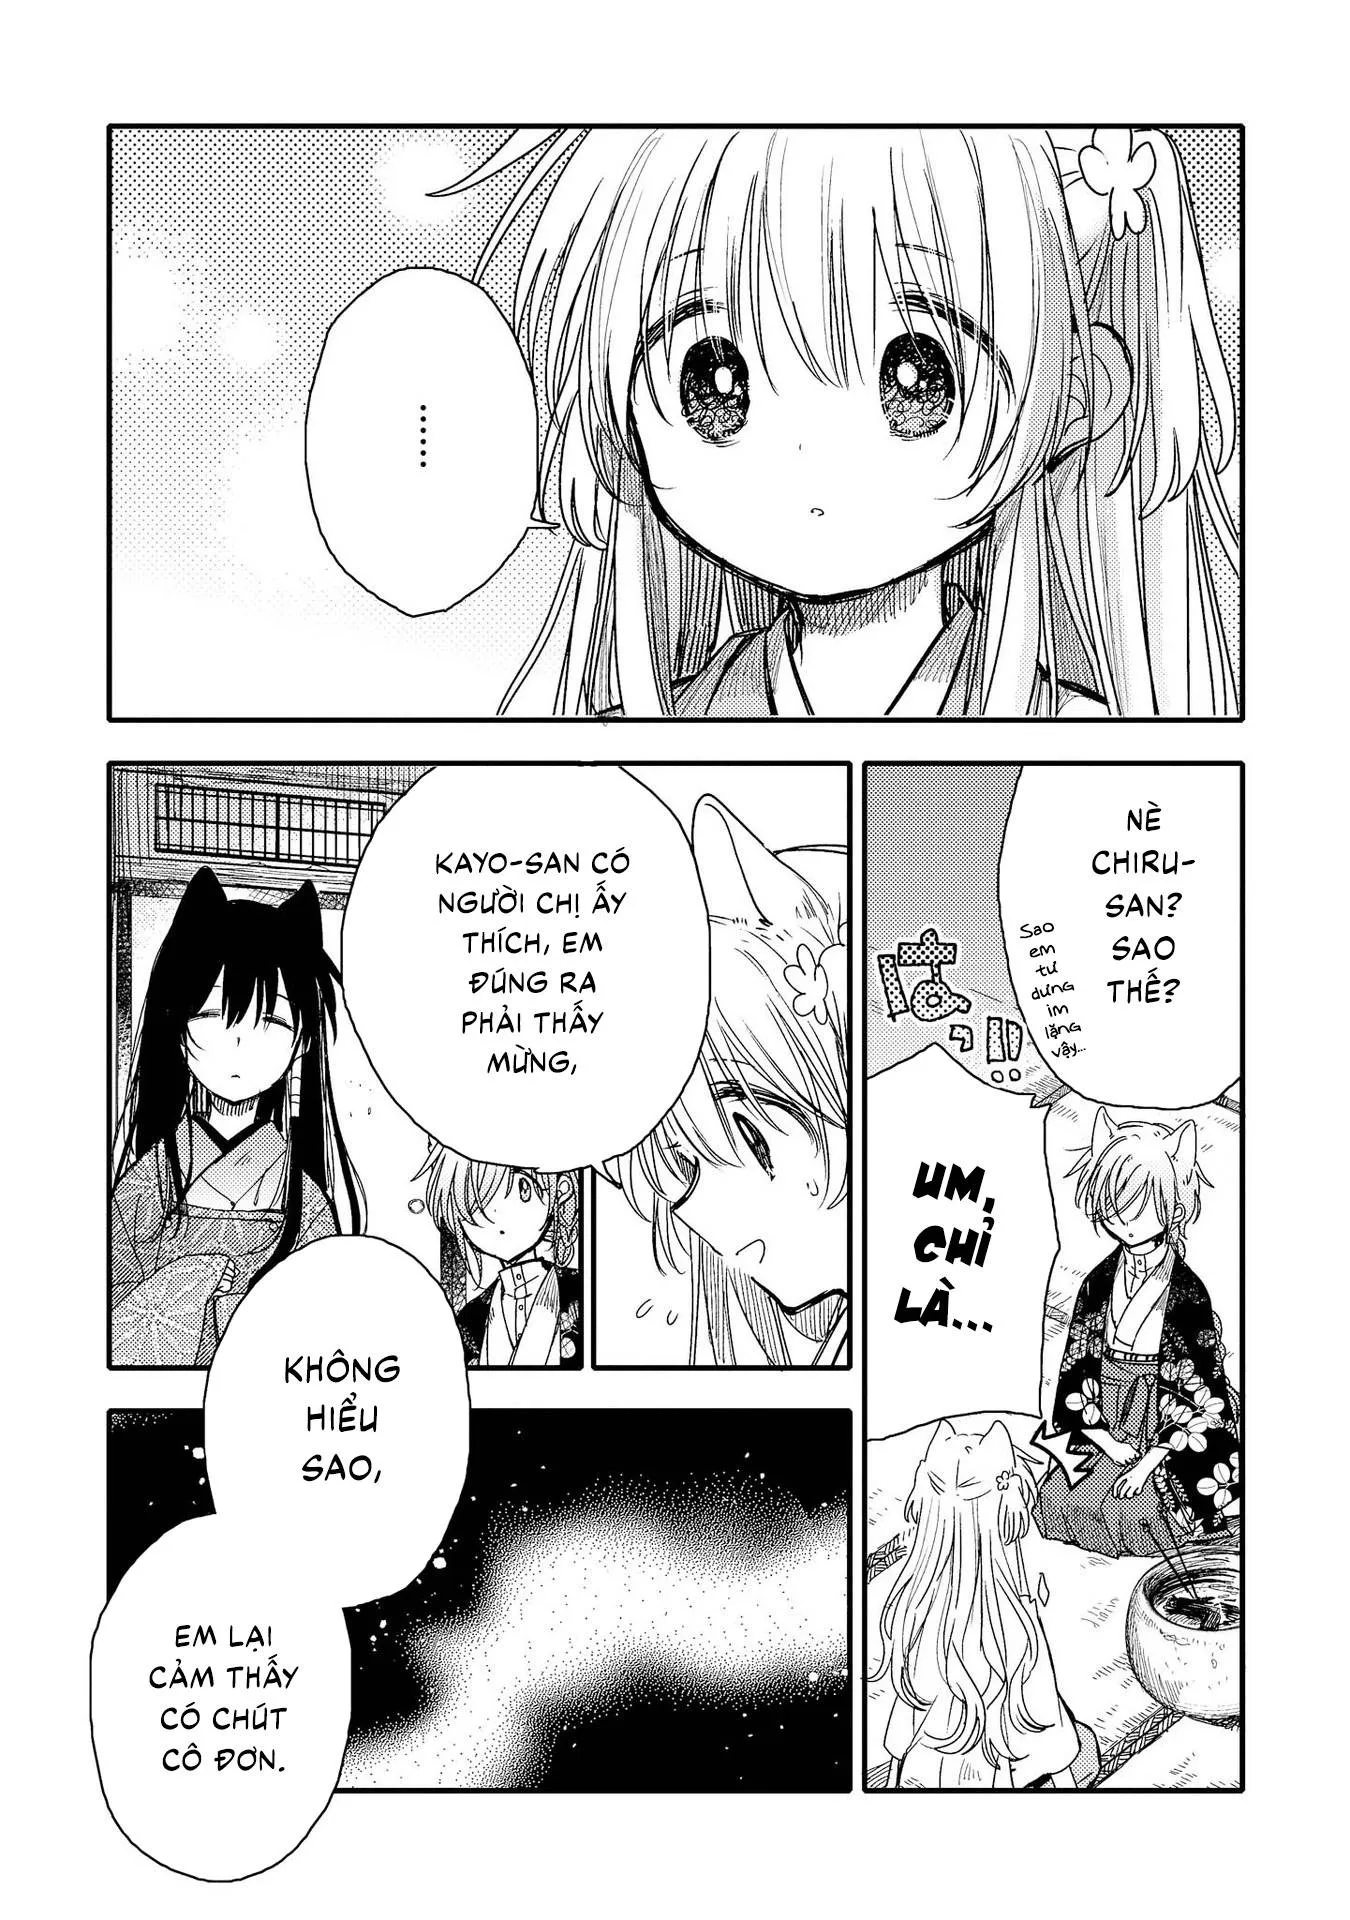 ......
NÈ
CHIRU-
SAN?
SAO
THẾ?
Sao
em
tự
dưng
im
lặng
vậy...
はっ!!
UM,
CHỈ
LÀ...
KAYO-SAN CÓ
NGƯỜI CHỊ ẤY
THÍCH, EM
ĐÚNG RA
PHẢI THẤY
MỪNG,
KHÔNG
HIỂU
SAO,
EM LẠI
CẢM THẤY
CÓ CHÚT
CÔ ĐƠN.